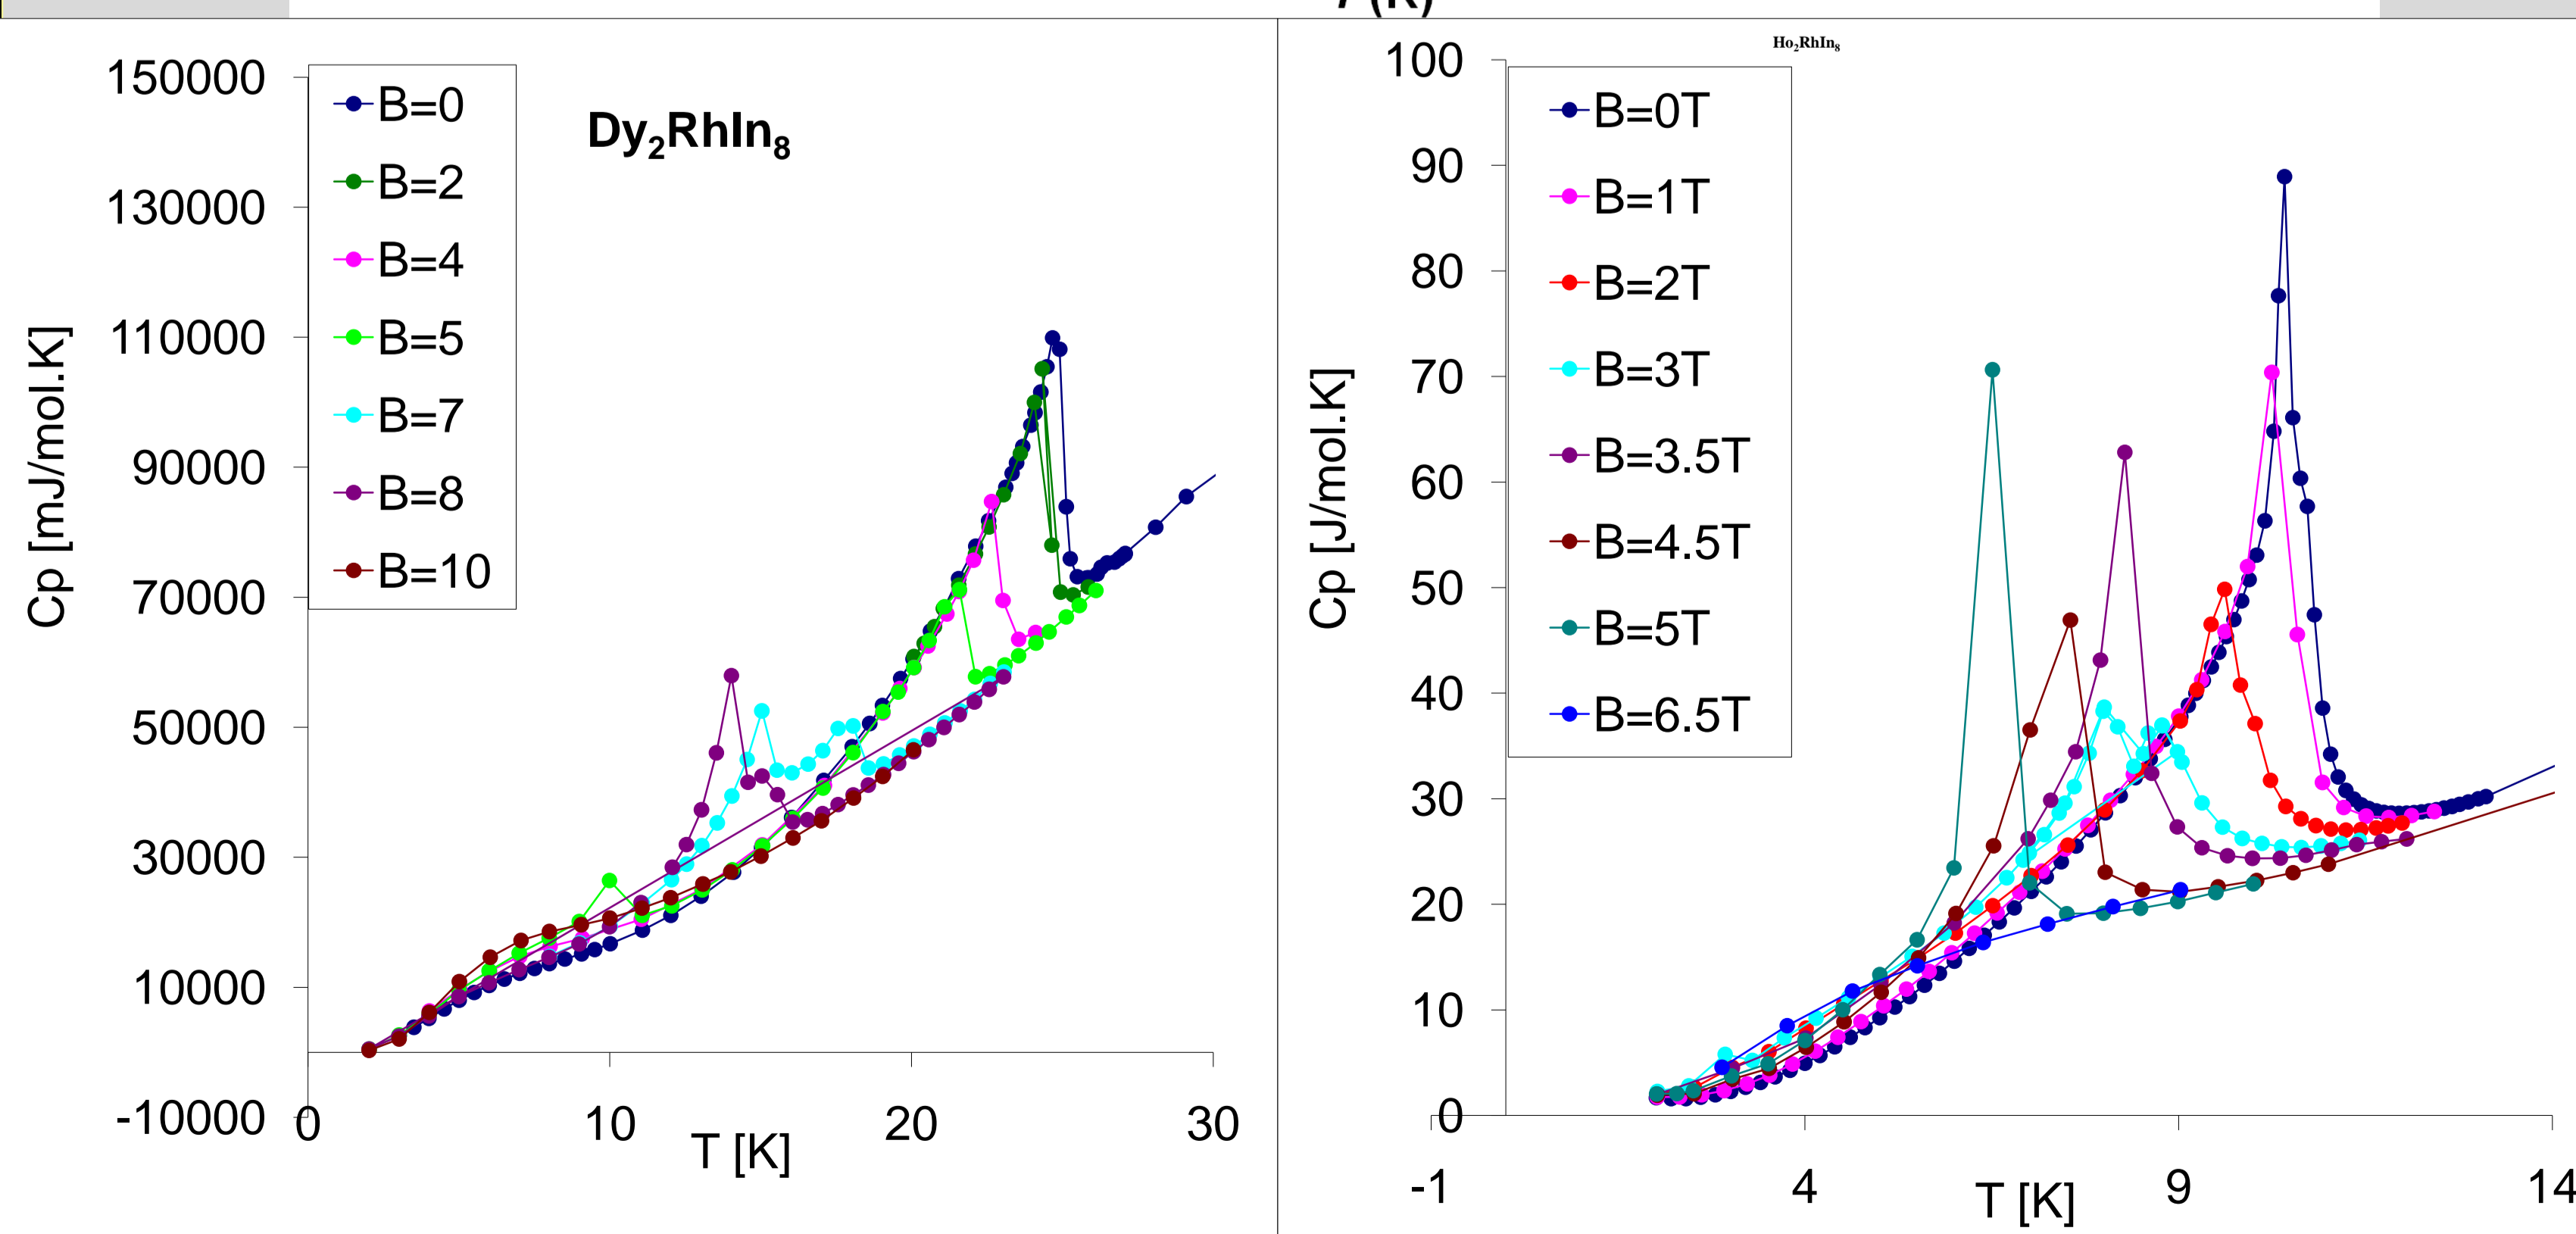 150000
130000
110000
90000
70000
50000
30000
10000
-10000
Cp [mJ/mol.K]
B=0
B=2
B=4
B=5
B=7
B=8
B=10
Dy₂RhIn₈
0 10 20 30
T [K]
Ho₂RhIn₈
100
90
80
70
60
50
40
30
20
10
0
Cp [J/mol.K]
B=0T
B=1T
B=2T
B=3T
B=3.5T
B=4.5T
B=5T
B=6.5T
-1 4 9 14
T [K]